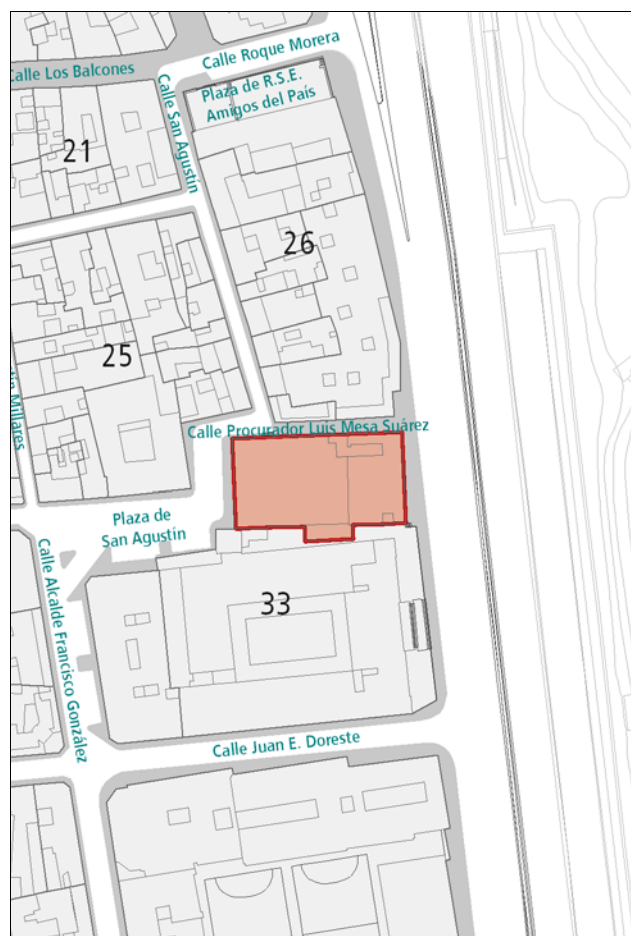 Calle Roque Morera
Calle Los Balcones
Plaza de R.S.E.
Amigos del País
Calle San Agustín
21
26
25
Calle Procurador Luis Mesa Suárez
Millares
Plaza de
San Agustín
Calle Alcalde Francisco González
33
Calle Juan E. Doreste